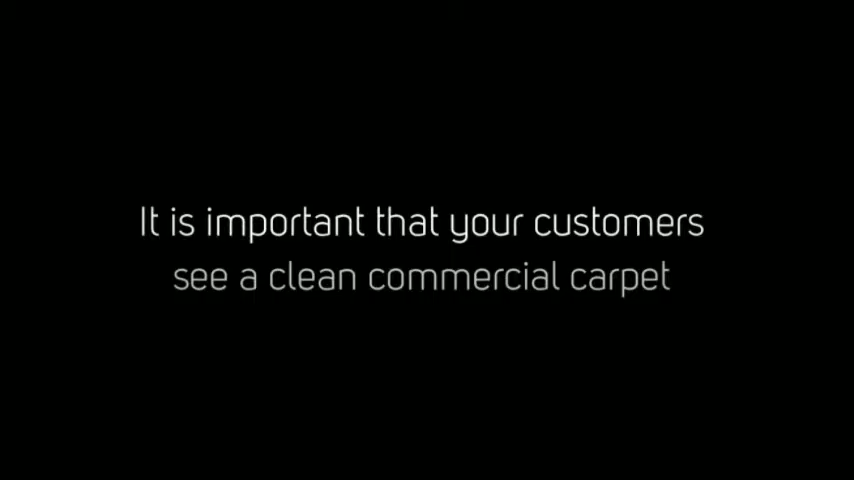 It is important that your customers
see a clean commercial carpet